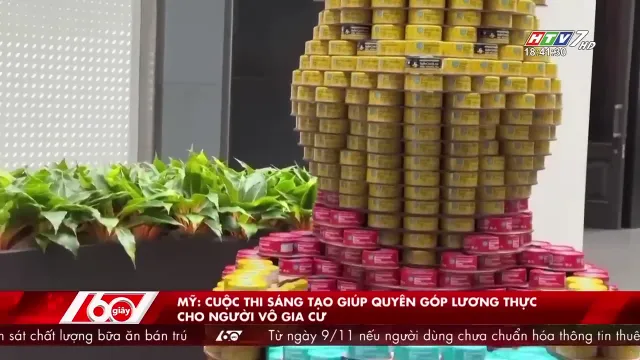 HTV7 HD
18:41:30
60 giây
MỸ: CUỘC THI SÁNG TẠO GIÚP QUYÊN GÓP LƯƠNG THỰC
CHO NGƯỜI VÔ GIA CƯ
sát chất lượng bữa ăn bán trú 60giây Từ ngày 9/11 nếu người dùng chưa chuẩn hóa thông tin